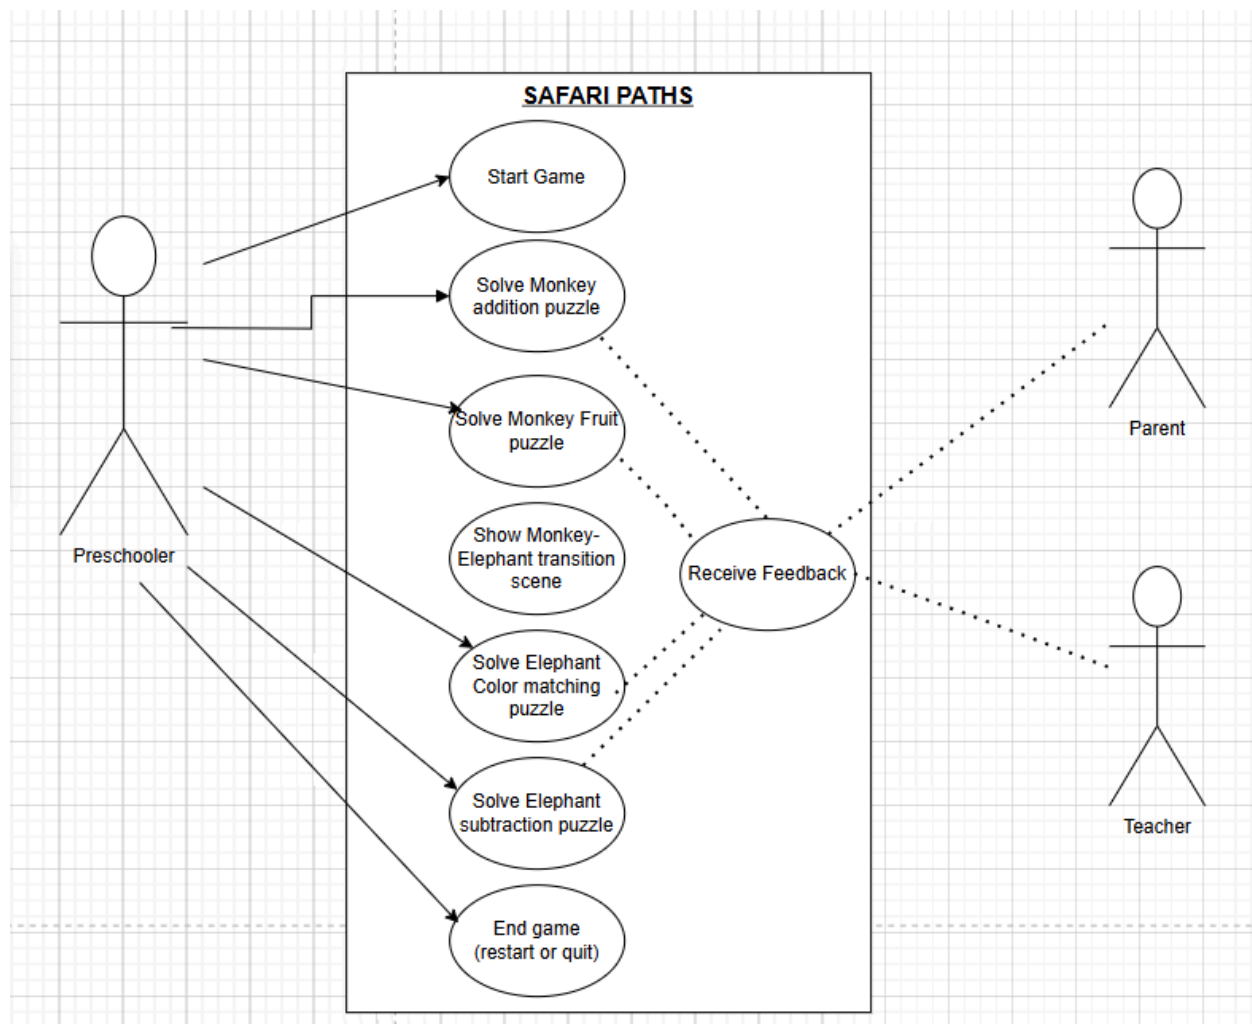 SAFARI PATHS
Start Game
Solve Monkey
addition puzzle
Solve Monkey Fruit
puzzle
Show Monkey-
Elephant transition
scene
Receive Feedback
Solve Elephant
Color matching
puzzle
Solve Elephant
subtraction puzzle
End game
(restart or quit)
Preschooler
Parent
Teacher